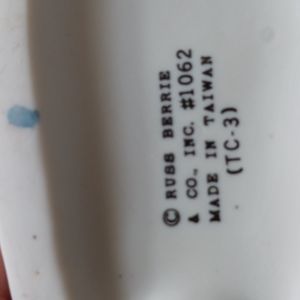 © RUSS BERRIE
& CO., INC. #1062
MADE IN TAIWAN
(TC-3)